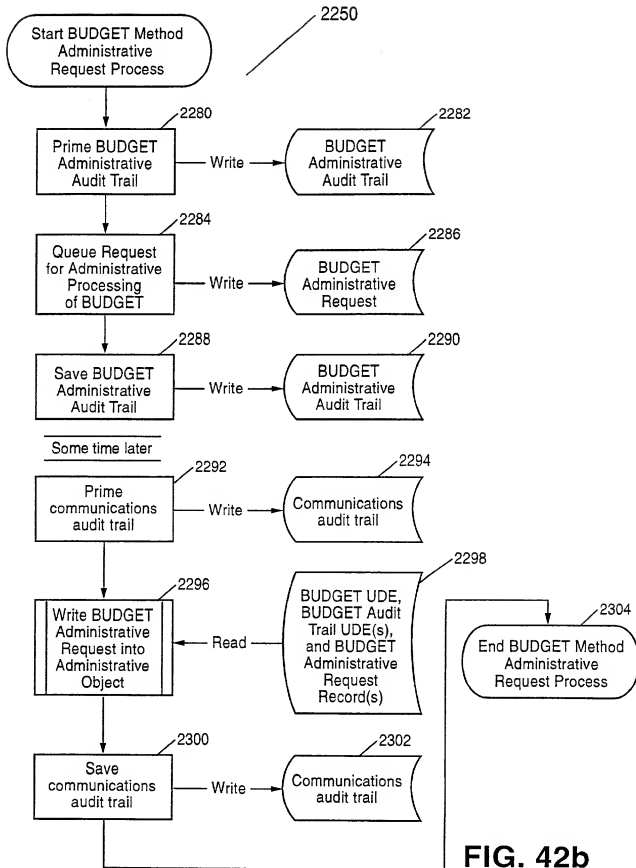 2250
Start BUDGET Method
Administrative
Request Process
2280
Prime BUDGET
Administrative
Audit Trail
Write
2282
BUDGET
Administrative
Audit Trail
2284
Queue Request
for Administrative
Processing
of BUDGET
Write
2286
BUDGET
Administrative
Request
2288
Save BUDGET
Administrative
Audit Trail
Write
2290
BUDGET
Administrative
Audit Trail
Some time later
2292
Prime
communications
audit trail
Write
2294
Communications
audit trail
2296
Write BUDGET
Administrative
Request into
Administrative
Object
Read
2298
BUDGET UDE,
BUDGET Audit
Trail UDE(s),
and BUDGET
Administrative
Request
Record(s)
2300
Save
communications
audit trail
Write
2302
Communications
audit trail
2304
End BUDGET Method
Administrative
Request Process
FIG. 42b